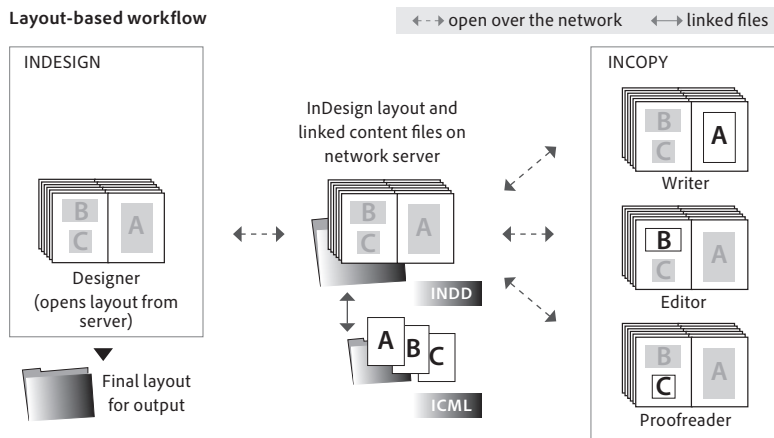 Layout-based workflow
open over the network
linked files
INDESIGN
B
C
A
Designer
(opens layout from
server)
Final layout
for output
InDesign layout and
linked content files on
network server
B
C
A
INDD
A
B
C
ICML
INCOPY
B
C
A
Writer
B
C
A
Editor
B
C
A
Proofreader